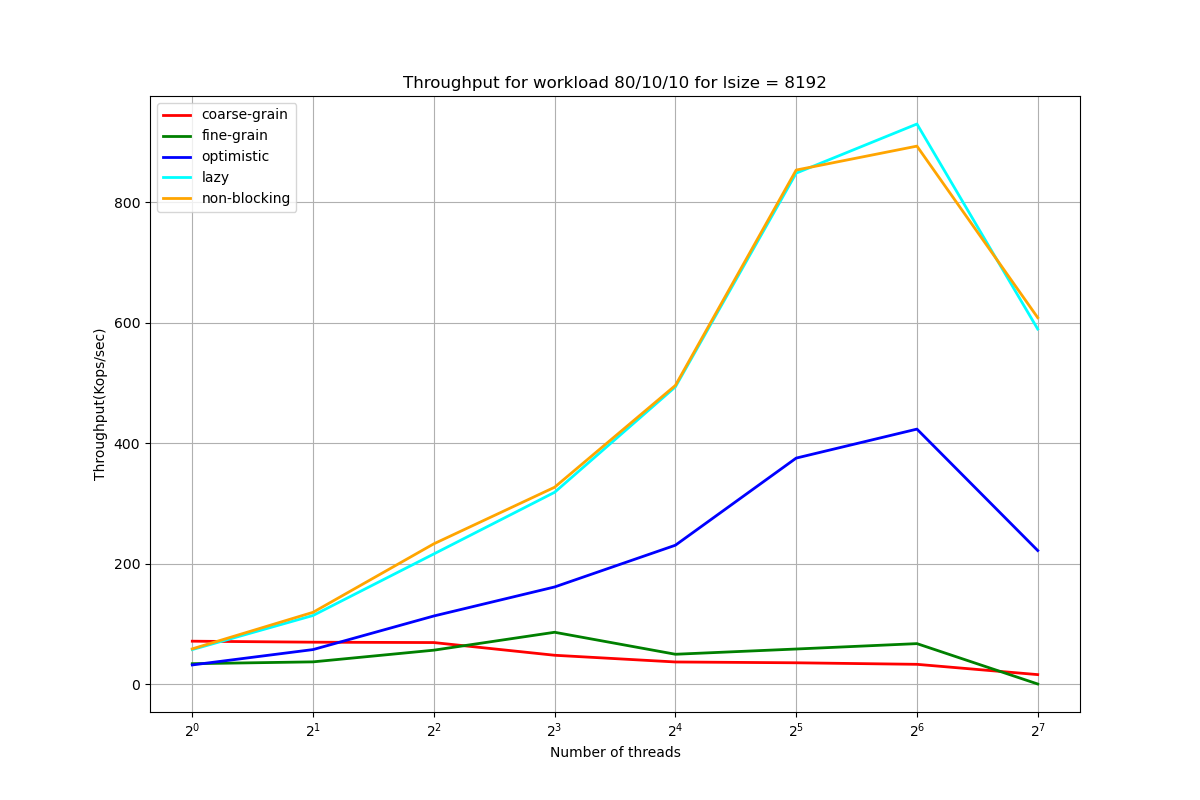 Throughput for workload 80/10/10 for lsize = 8192
coarse-grain
fine-grain
optimistic
lazy
non-blocking
Throughput(Kops/sec)
800
600
400
200
0
2⁰ 2¹ 2² 2³ 2⁴ 2⁵ 2⁶ 2⁷
Number of threads